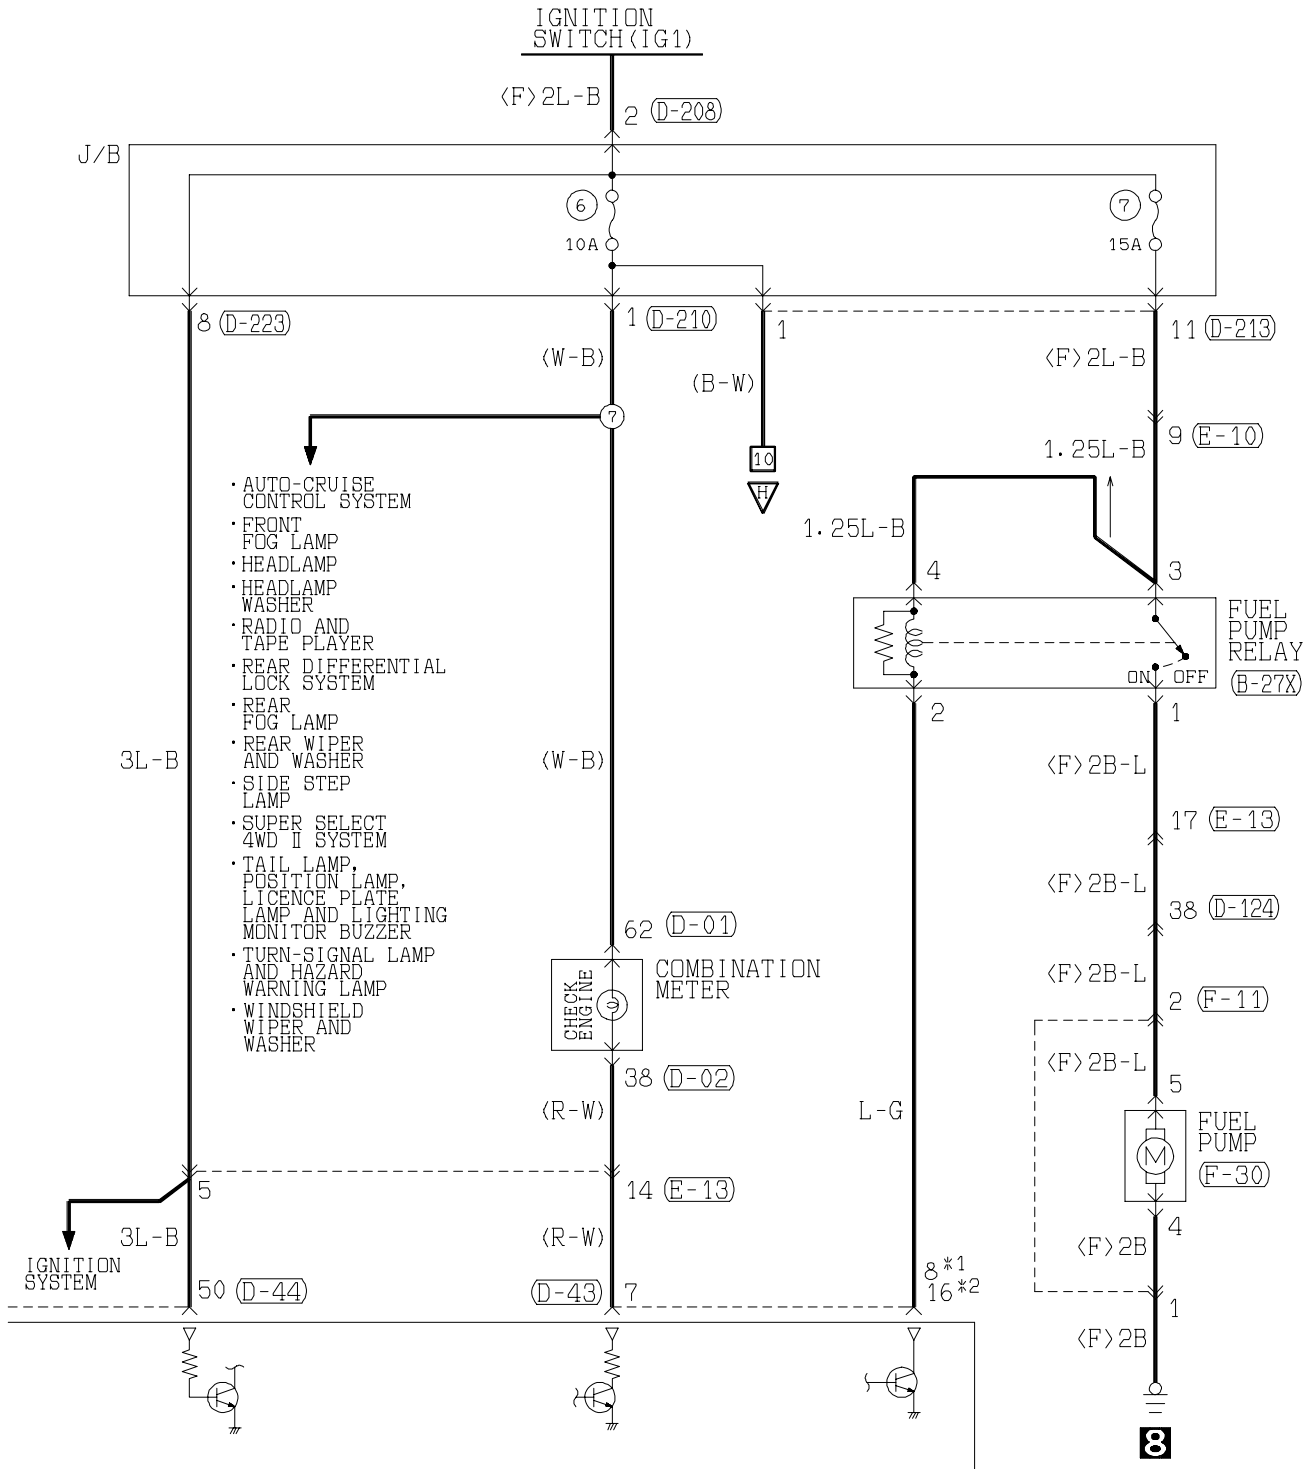 IGNITION
SWITCH(IG1)
<F>2L-B
2 (D-208)
J/B
6
10A
7
15A
8 (D-223)
1 (D-210)
1
11 (D-213)
(W-B)
(B-W)
<F>2L-B
7
10
H
9 (E-10)
1.25L-B
1.25L-B
· AUTO-CRUISE
CONTROL SYSTEM
· FRONT
FOG LAMP
· HEADLAMP
· HEADLAMP
WASHER
· RADIO AND
TAPE PLAYER
· REAR DIFFERENTIAL
LOCK SYSTEM
· REAR
FOG LAMP
· REAR WIPER
AND WASHER
· SIDE STEP
LAMP
· SUPER SELECT
4WD Ⅱ SYSTEM
· TAIL LAMP,
POSITION LAMP,
LICENCE PLATE
LAMP AND LIGHTING
MONITOR BUZZER
· TURN-SIGNAL LAMP
AND HAZARD
WARNING LAMP
· WINDSHIELD
WIPER AND
WASHER
4
3
FUEL
PUMP
RELAY
(B-27X)
ON OFF
2
1
3L-B
(W-B)
<F>2B-L
17 (E-13)
<F>2B-L
38 (D-124)
<F>2B-L
2 (F-11)
<F>2B-L
5
62 (D-01)
CHECK
ENGINE
COMBINATION
METER
38 (D-02)
(R-W)
L-G
M
FUEL
PUMP
(F-30)
5
14 (E-13)
4
3L-B
(R-W)
<F>2B
IGNITION
SYSTEM
50 (D-44)
(D-43) 7
8*1
16*2
1
<F>2B
8